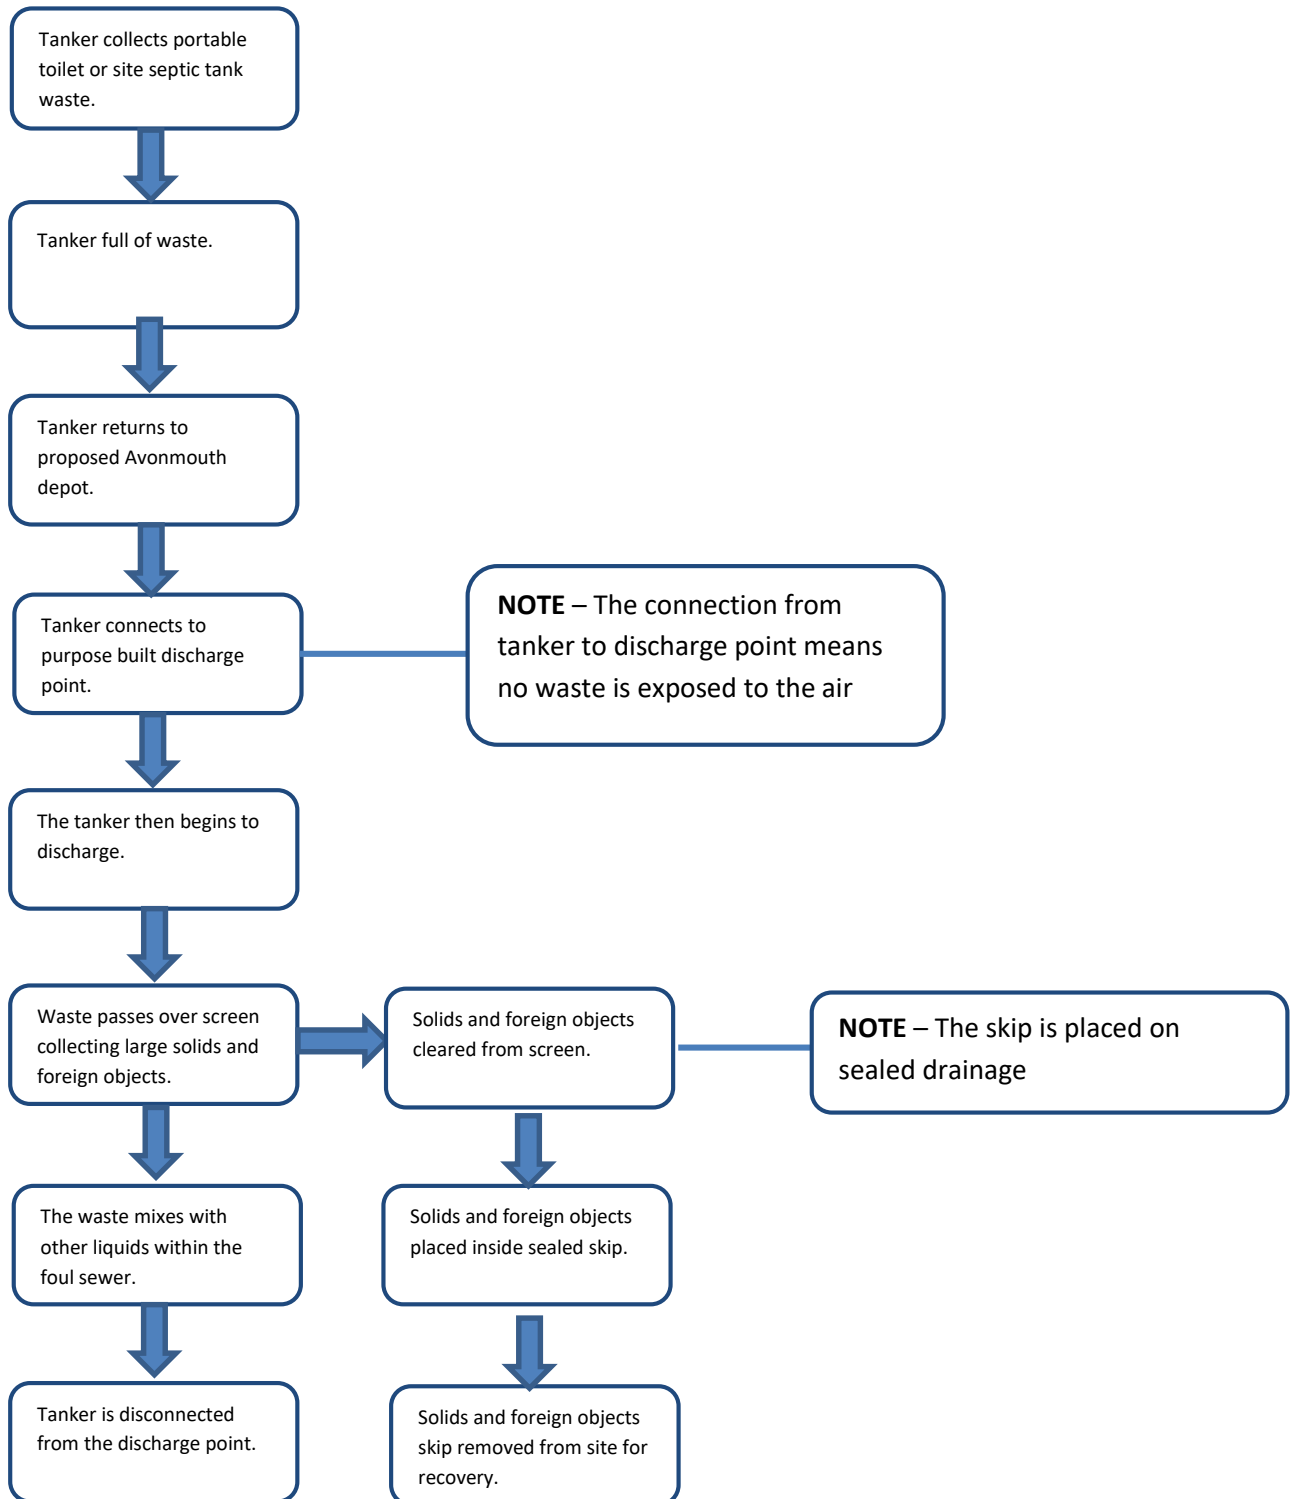 Tanker collects portable
toilet or site septic tank
waste.
Tanker full of waste.
Tanker returns to
proposed Avonmouth
depot.
Tanker connects to
purpose built discharge
point.
NOTE – The connection from
tanker to discharge point means
no waste is exposed to the air
The tanker then begins to
discharge.
Waste passes over screen
collecting large solids and
foreign objects.
Solids and foreign objects
cleared from screen.
NOTE – The skip is placed on
sealed drainage
The waste mixes with
other liquids within the
foul sewer.
Solids and foreign objects
placed inside sealed skip.
Tanker is disconnected
from the discharge point.
Solids and foreign objects
skip removed from site for
recovery.